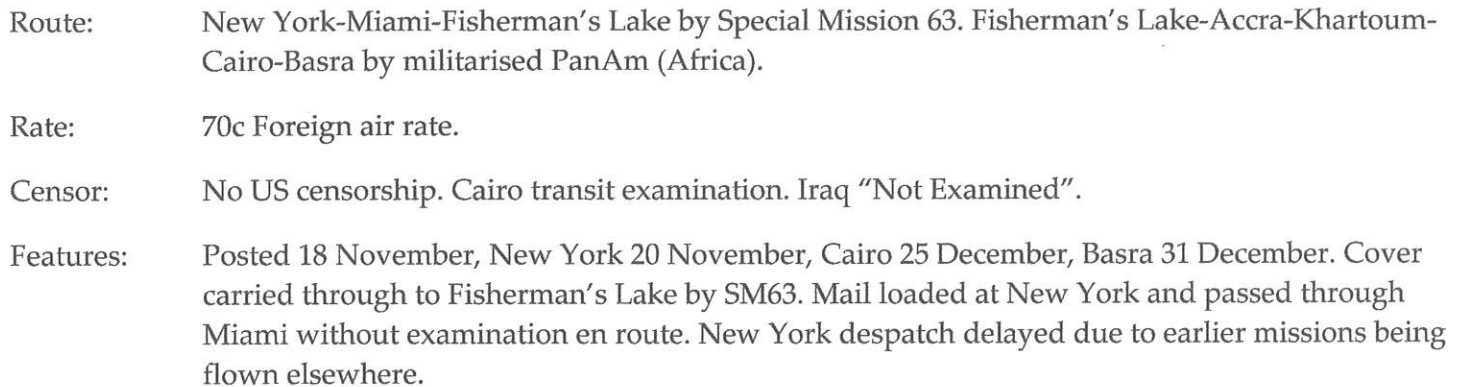 Route: New York-Miami-Fisherman's Lake by Special Mission 63. Fisherman's Lake-Accra-Khartoum-
Cairo-Basra by militarised PanAm (Africa).
Rate: 70c Foreign air rate.
Censor: No US censorship. Cairo transit examination. Iraq "Not Examined".
Features: Posted 18 November, New York 20 November, Cairo 25 December, Basra 31 December. Cover
carried through to Fisherman's Lake by SM63. Mail loaded at New York and passed through
Miami without examination en route. New York despatch delayed due to earlier missions being
flown elsewhere.